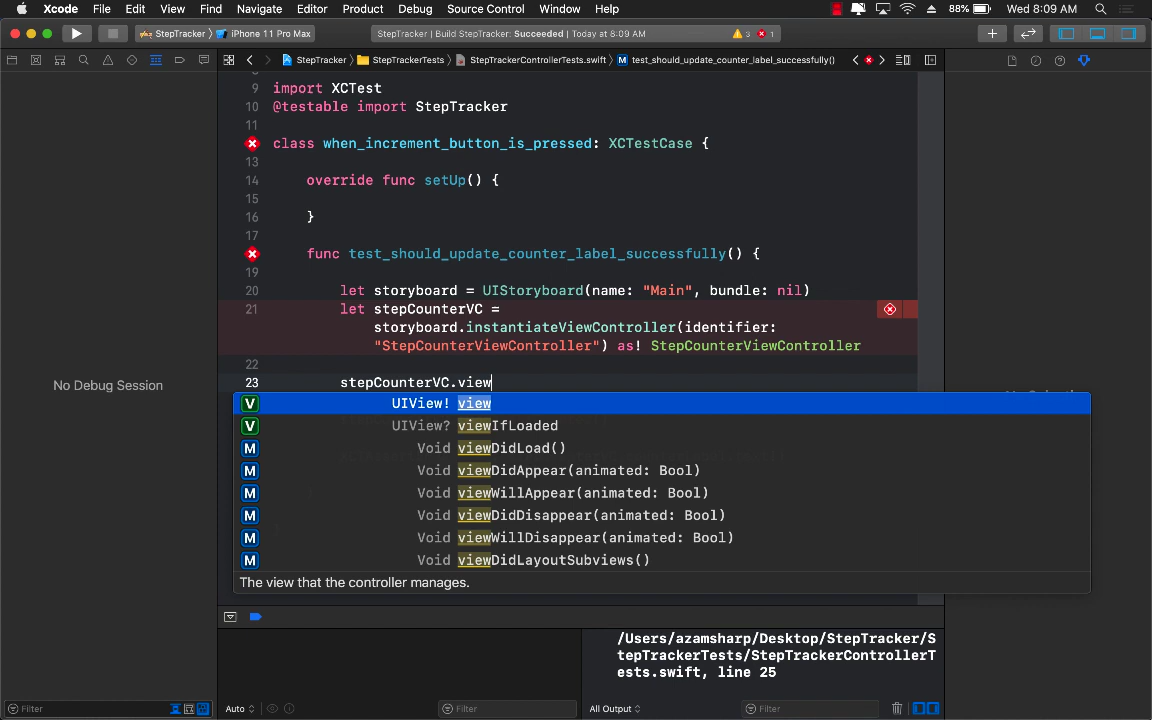 Xcode File Edit View Find Navigate Editor Product Debug Source Control Window Help 88% Wed 8:09 AM
StepTracker iPhone 11 Pro Max StepTracker | Build StepTracker: Succeeded | Today at 8:09 AM 3 1
StepTracker StepTrackerTests StepTrackerControllerTests.swift M test_should_update_counter_label_successfully()
9 import XCTest
10 @testable import StepTracker
11
class when_increment_button_is_pressed: XCTestCase {
13
14 override func setUp() {
15
16 }
17
func test_should_update_counter_label_successfully() {
19
20 let storyboard = UIStoryboard(name: "Main", bundle: nil)
21 let stepCounterVC =
storyboard.instantiateViewController(identifier:
"StepCounterViewController") as! StepCounterViewController
22
No Debug Session
23 stepCounterVC.view
V UIView! view
V UIView? viewIfLoaded
M Void viewDidLoad()
M Void viewDidAppear(animated: Bool)
M Void viewWillAppear(animated: Bool)
M Void viewDidDisappear(animated: Bool)
M Void viewWillDisappear(animated: Bool)
M Void viewDidLayoutSubviews()
The view that the controller manages.
/Users/azamsharp/Desktop/StepTracker/S
tepTrackerTests/StepTrackerControllerT
ests.swift, line 25
Filter Auto Filter All Output Filter